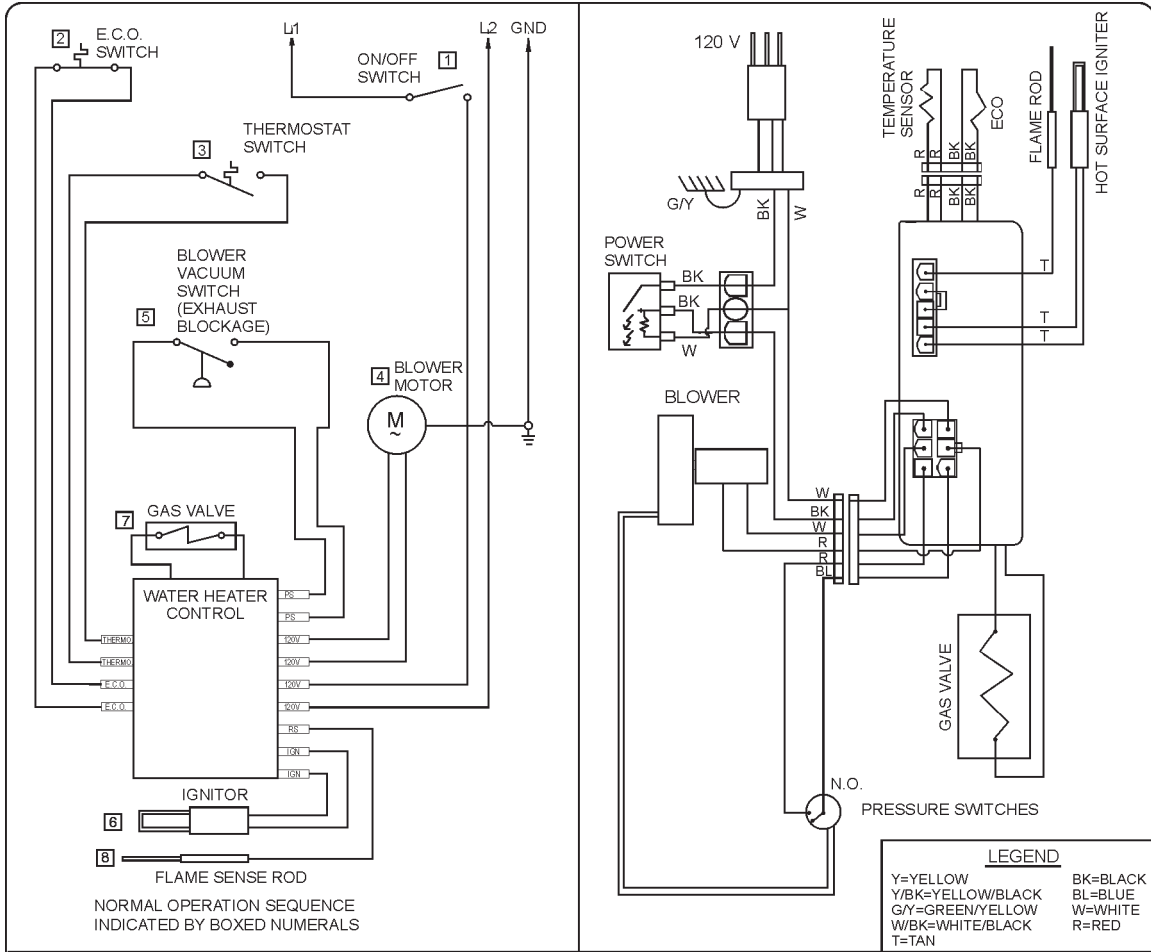 L1
L2
GND
2
E.C.O.
SWITCH
ON/OFF
SWITCH
1
THERMOSTAT
SWITCH
3
BLOWER
VACUUM
SWITCH
(EXHAUST
BLOCKAGE)
5
4
BLOWER
MOTOR
M
~
7
GAS VALVE
WATER HEATER
CONTROL
PS
PS
THERMO.
120V
THERMO.
120V
E.C.O.
120V
E.C.O.
120V
RS
IGN
IGN
IGNITOR
6
8
FLAME SENSE ROD
NORMAL OPERATION SEQUENCE
INDICATED BY BOXED NUMERALS
120 V
G/Y
BK
W
POWER
SWITCH
BK
BK
W
TEMPERATURE
SENSOR
ECO
R
R
BK
BK
R
R
BK
BK
FLAME ROD
HOT SURFACE IGNITER
T
T
T
BLOWER
W
BK
W
R
R
BL
GAS VALVE
N.O.
PRESSURE SWITCHES
LEGEND
Y=YELLOW
BK=BLACK
Y/BK=YELLOW/BLACK
BL=BLUE
G/Y=GREEN/YELLOW
W=WHITE
W/BK=WHITE/BLACK
R=RED
T=TAN